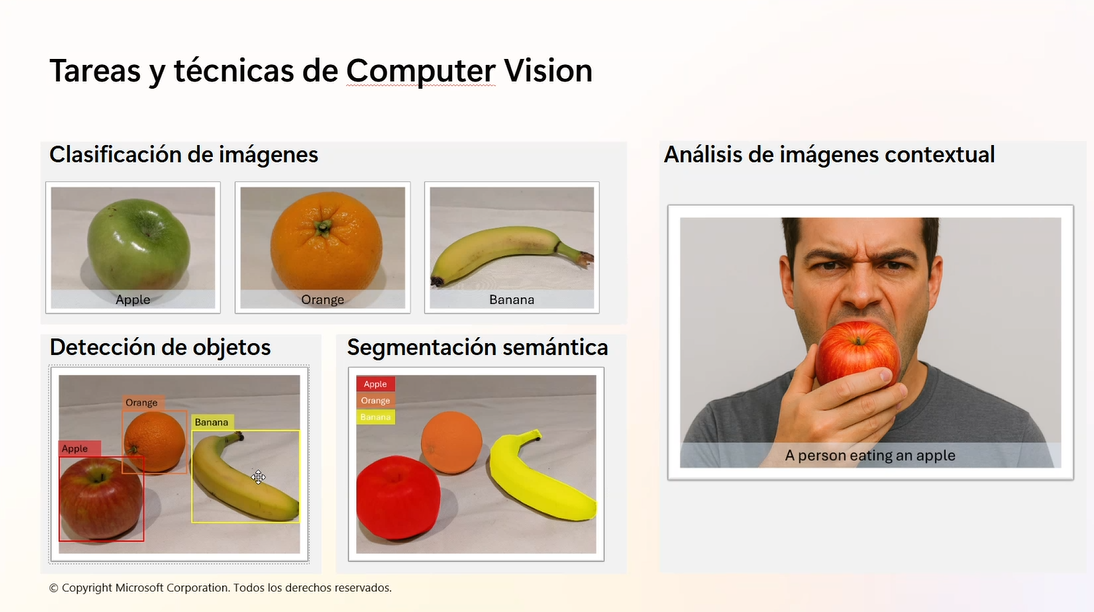 Tareas y técnicas de Computer Vision
Clasificación de imágenes
Apple
Orange
Banana
Detección de objetos
Orange
Banana
Apple
Segmentación semántica
Apple
Orange
Banana
Análisis de imágenes contextual
A person eating an apple
© Copyright Microsoft Corporation. Todos los derechos reservados.